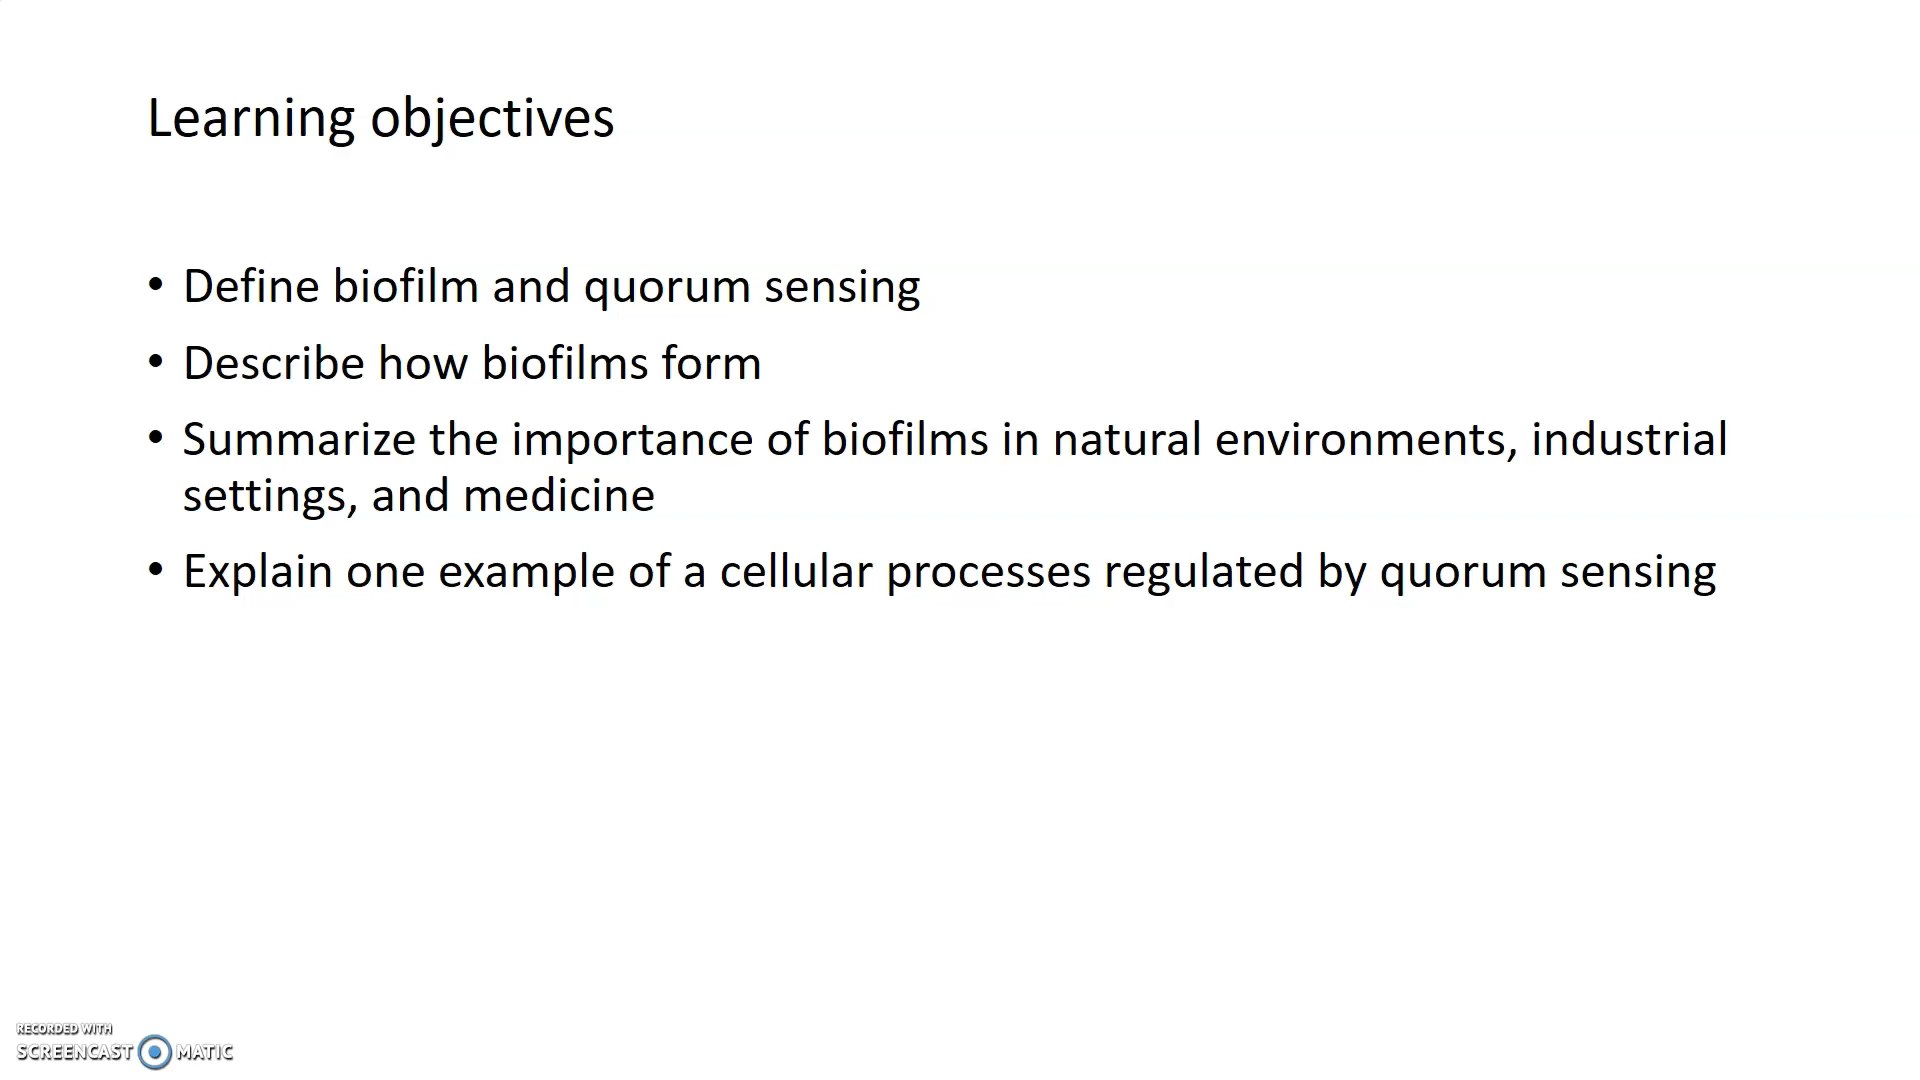 Learning objectives
• Define biofilm and quorum sensing
• Describe how biofilms form
• Summarize the importance of biofilms in natural environments, industrial
settings, and medicine
• Explain one example of a cellular processes regulated by quorum sensing
RECORDED WITH
SCREENCAST MATIC